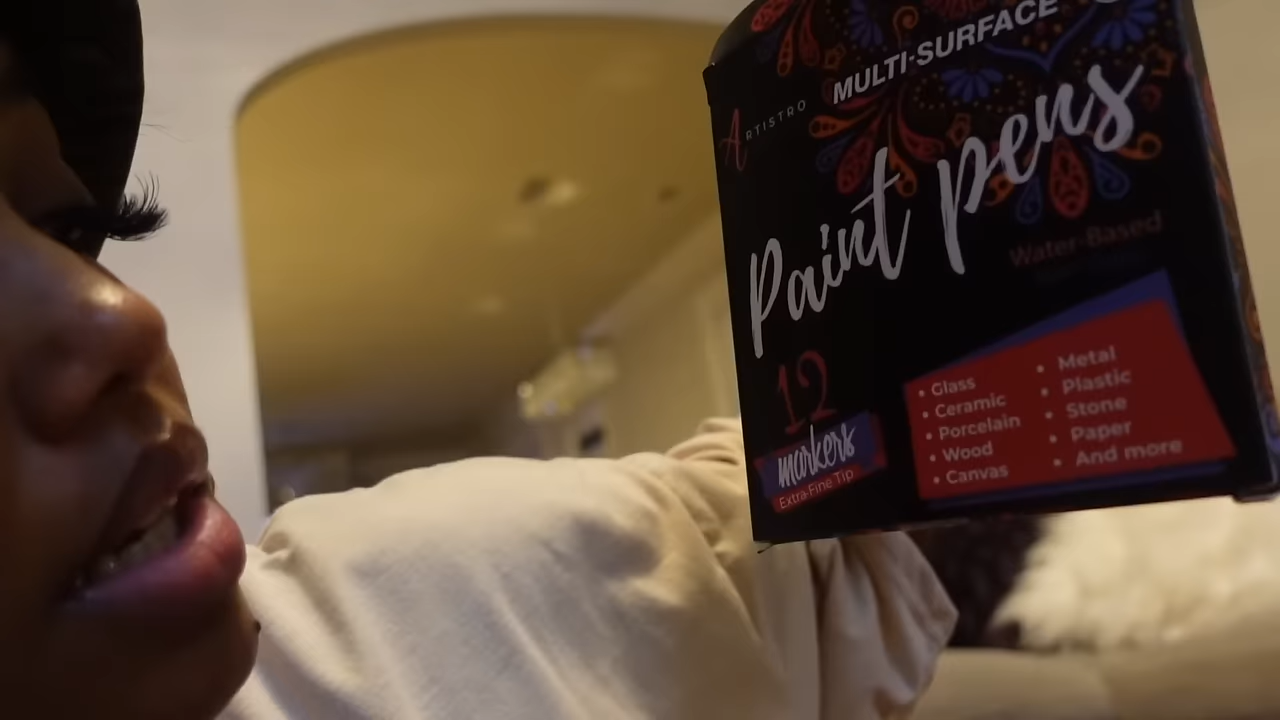 MULTI-SURFACE
ARTISTRO
Paint pens
Water-Based
12
markers
Extra-Fine Tip
• Glass
• Ceramic
• Porcelain
• Wood
• Canvas
• Metal
• Plastic
• Stone
• Paper
• And more